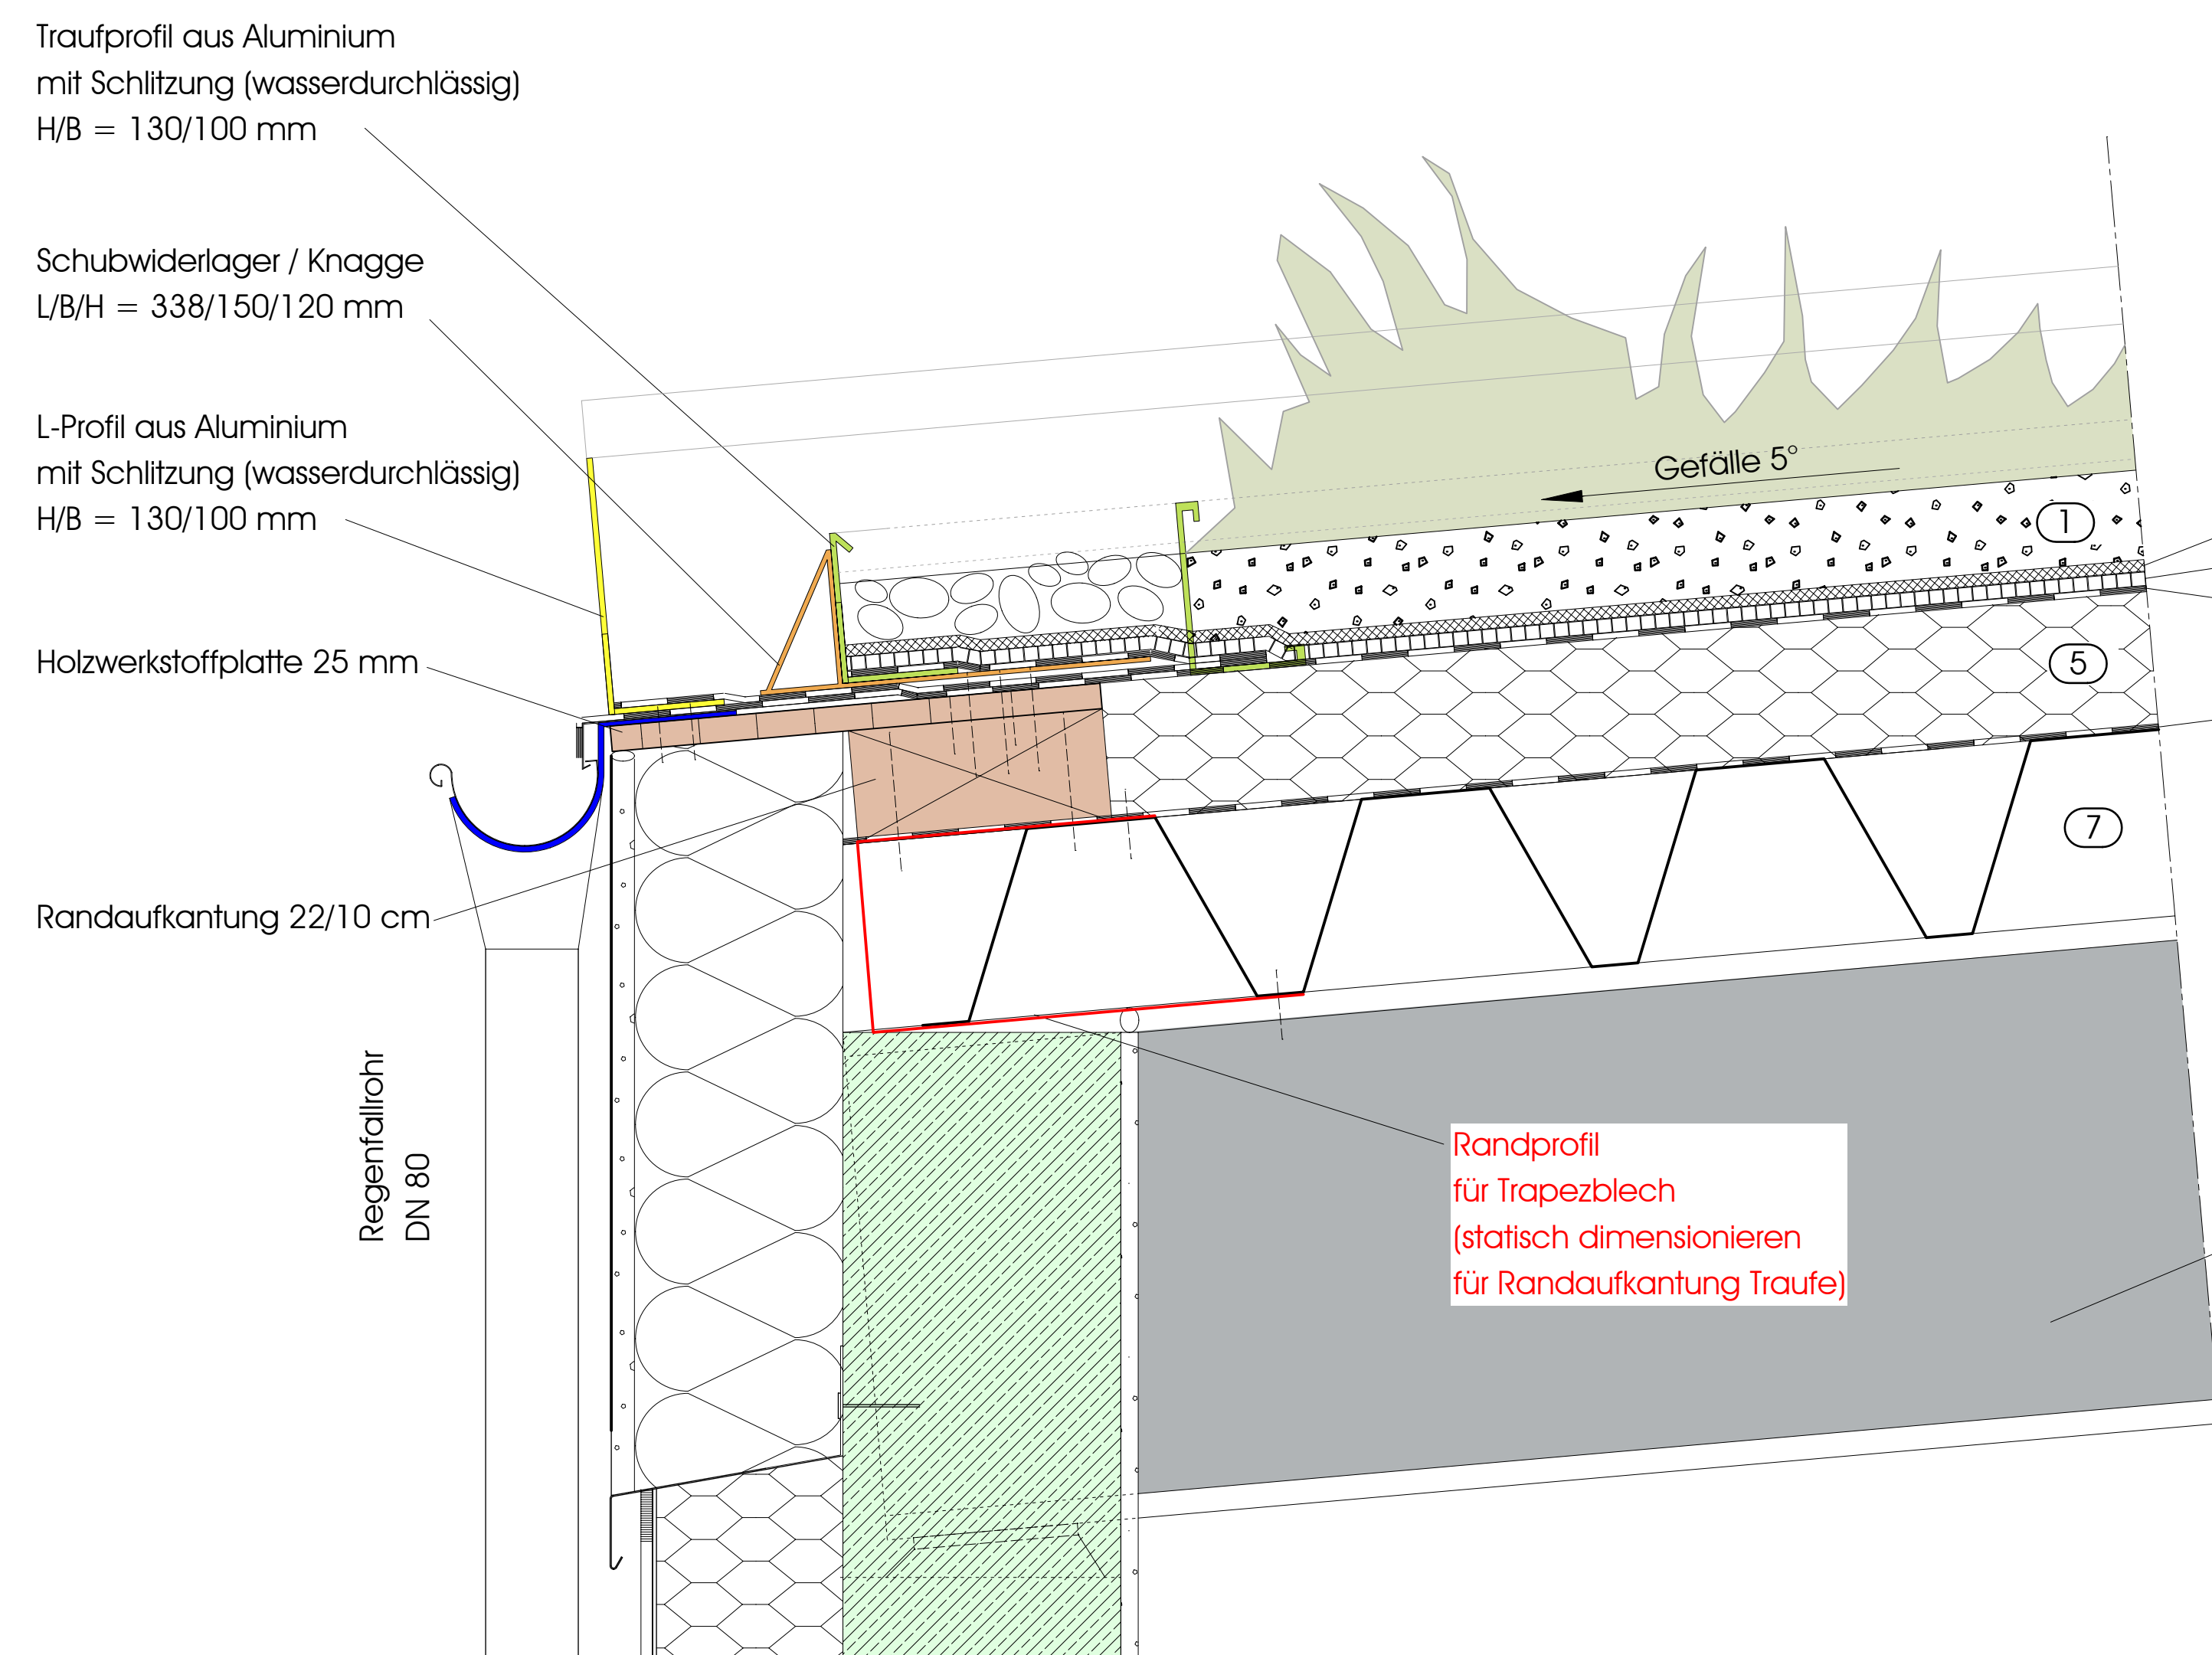 Traufprofil aus Aluminium
mit Schlitzung (wasserdurchlässig)
H/B = 130/100 mm
Schubwiderlager / Knagge
L/B/H = 338/150/120 mm
L-Profil aus Aluminium
mit Schlitzung (wasserdurchlässig)
H/B = 130/100 mm
Holzwerkstoffplatte 25 mm
Randaufkantung 22/10 cm
Regenfallrohr
DN 80
Gefälle 5°
1
5
7
Randprofil
für Trapezblech
(statisch dimensionieren
für Randaufkantung Traufe)